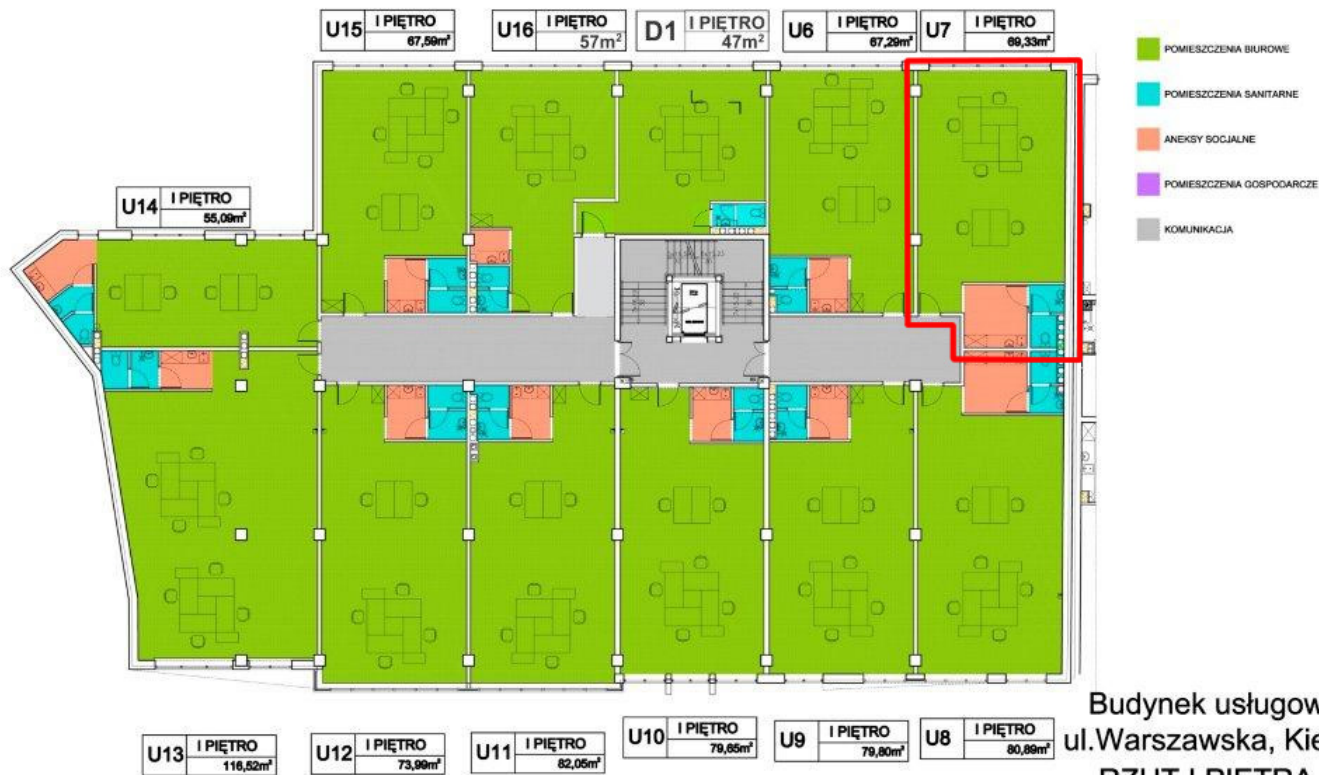 U15 I PIĘTRO
67,59m²
U16 I PIĘTRO
57m²
D1 I PIĘTRO
47m²
U6 I PIĘTRO
67,29m²
U7 I PIĘTRO
69,33m²
POMIESZCZENIA BIUROWE
POMIESZCZENIA SANITARNE
ANEKSY SOCJALNE
POMIESZCZENIA GOSPODARCZE
KOMUNIKACJA
U14 I PIĘTRO
55,09m²
U13 I PIĘTRO
116,52m²
U12 I PIĘTRO
73,99m²
U11 I PIĘTRO
82,05m²
U10 I PIĘTRO
79,65m²
U9 I PIĘTRO
79,80m²
U8 I PIĘTRO
80,89m²
Budynek usługow
ul.Warszawska, Kie
RZUT I PIĘTRA